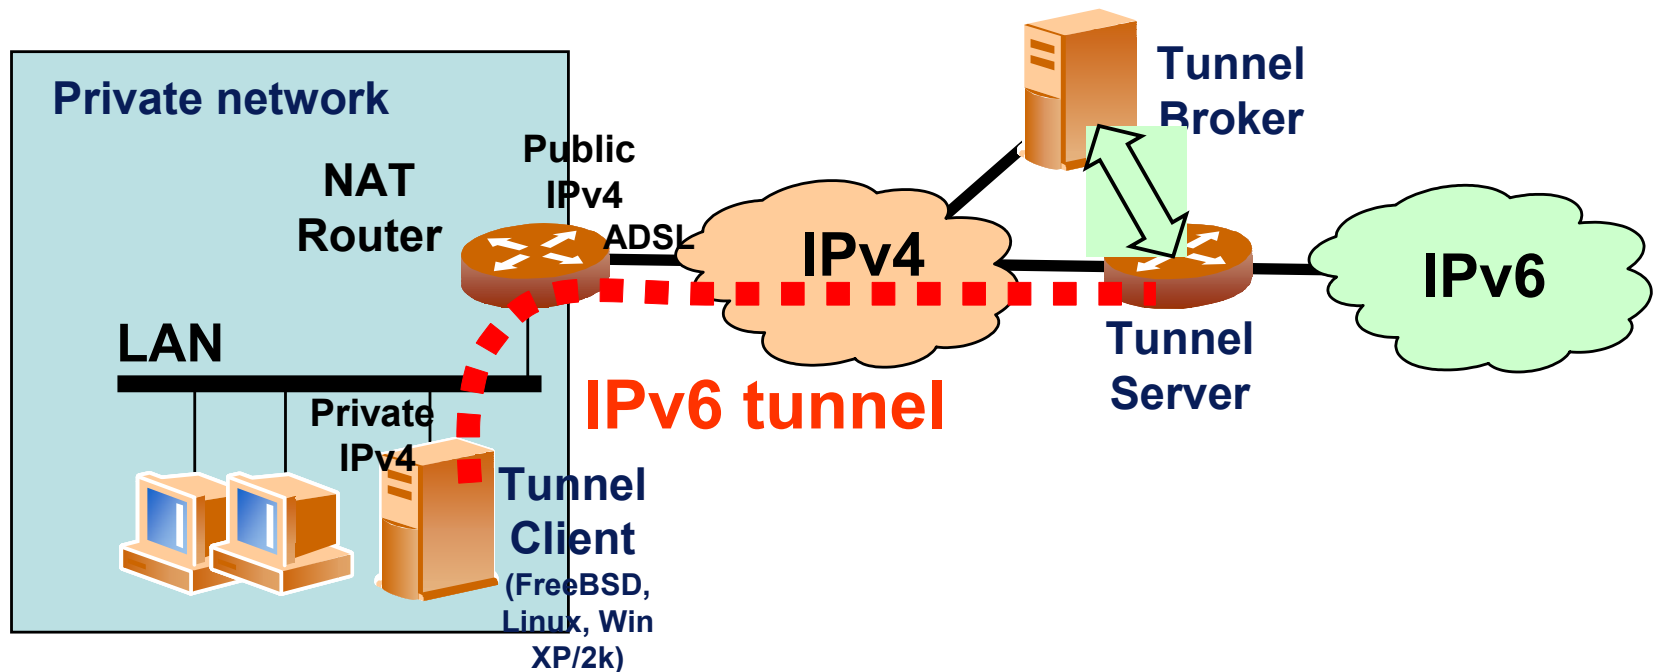 Private network
NAT
Router
Public
IPv4
ADSL
IPv4
Tunnel
Broker
IPv6
Tunnel
Server
LAN
IPv6 tunnel
Private
IPv4
Tunnel
Client
(FreeBSD,
Linux, Win
XP/2k)